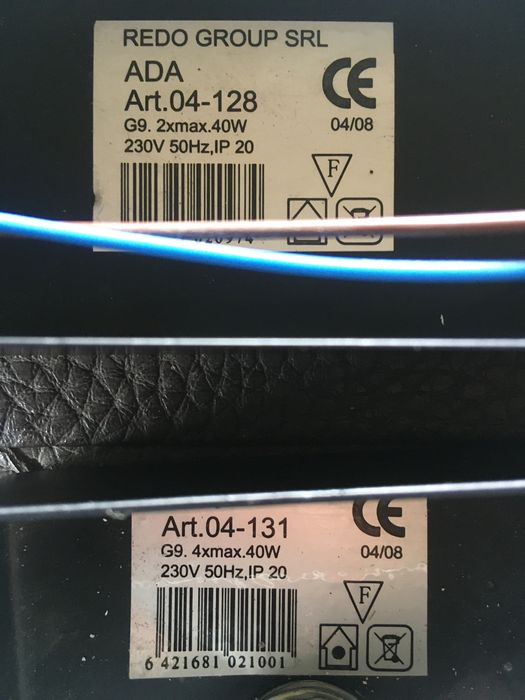 REDO GROUP SRL
ADA
Art.04-128
G9. 2xmax.40W
230V 50Hz,IP 20
CE
04/08
F
Art.04-131
G9. 4xmax.40W
230V 50Hz,IP 20
CE
04/08
F
6 421681 021001